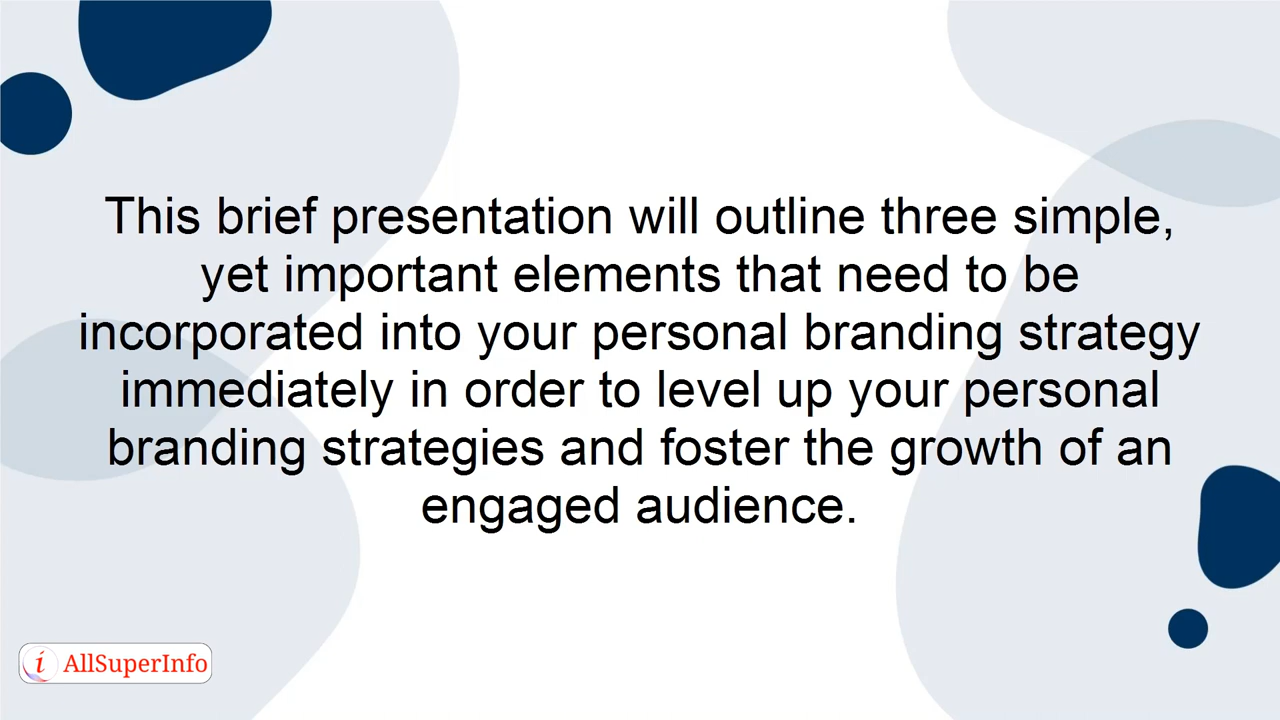 This brief presentation will outline three simple,
yet important elements that need to be
incorporated into your personal branding strategy
immediately in order to level up your personal
branding strategies and foster the growth of an
engaged audience.
i AllSuperInfo